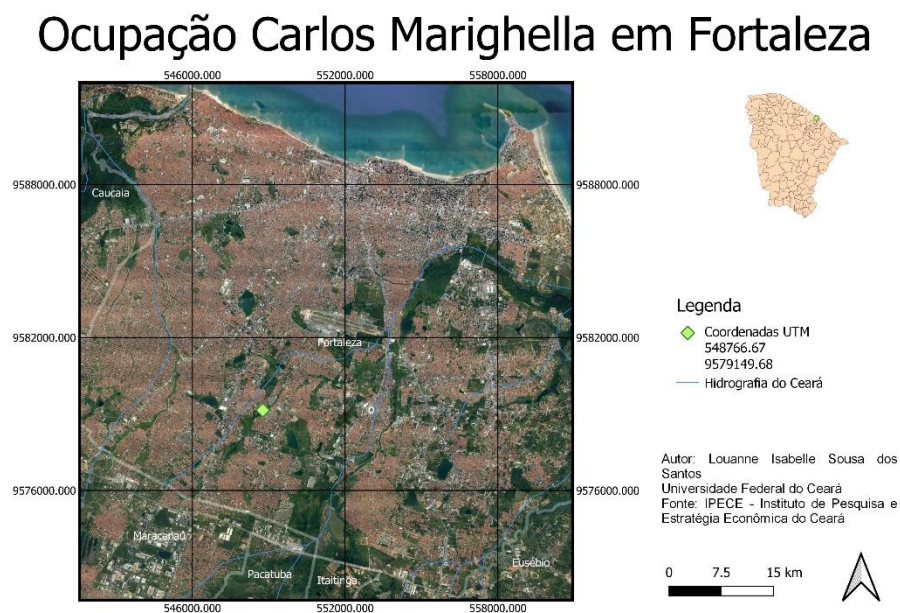 Ocupação Carlos Marighella em Fortaleza
546000.000 552000.000 558000.000
9588000.000 9588000.000
Caucaia
9582000.000 9582000.000
Fortaleza
9576000.000 9576000.000
Maracanaú
Pacatuba
Itaitinga
Eusébio
546000.000 552000.000 558000.000
Legenda
Coordenadas UTM
548766.67
9579149.68
Hidrografia do Ceará
Autor: Louanne Isabelle Sousa dos
Santos
Universidade Federal do Ceará
Fonte: IPECE - Instituto de Pesquisa e
Estratégia Econômica do Ceará
0 7.5 15 km